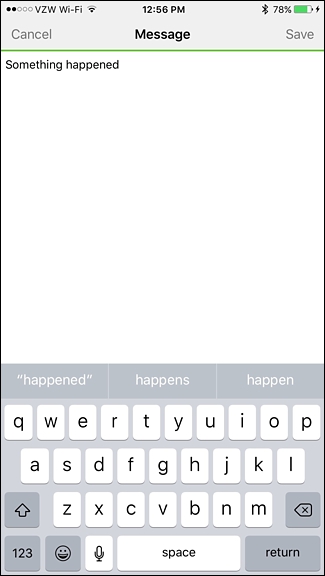 VZW Wi-Fi 12:56 PM 78%
Cancel Message Save
Something happened
“happened” happens happen
q w e r t y u i o p
a s d f g h j k l
z x c v b n m
123 space return